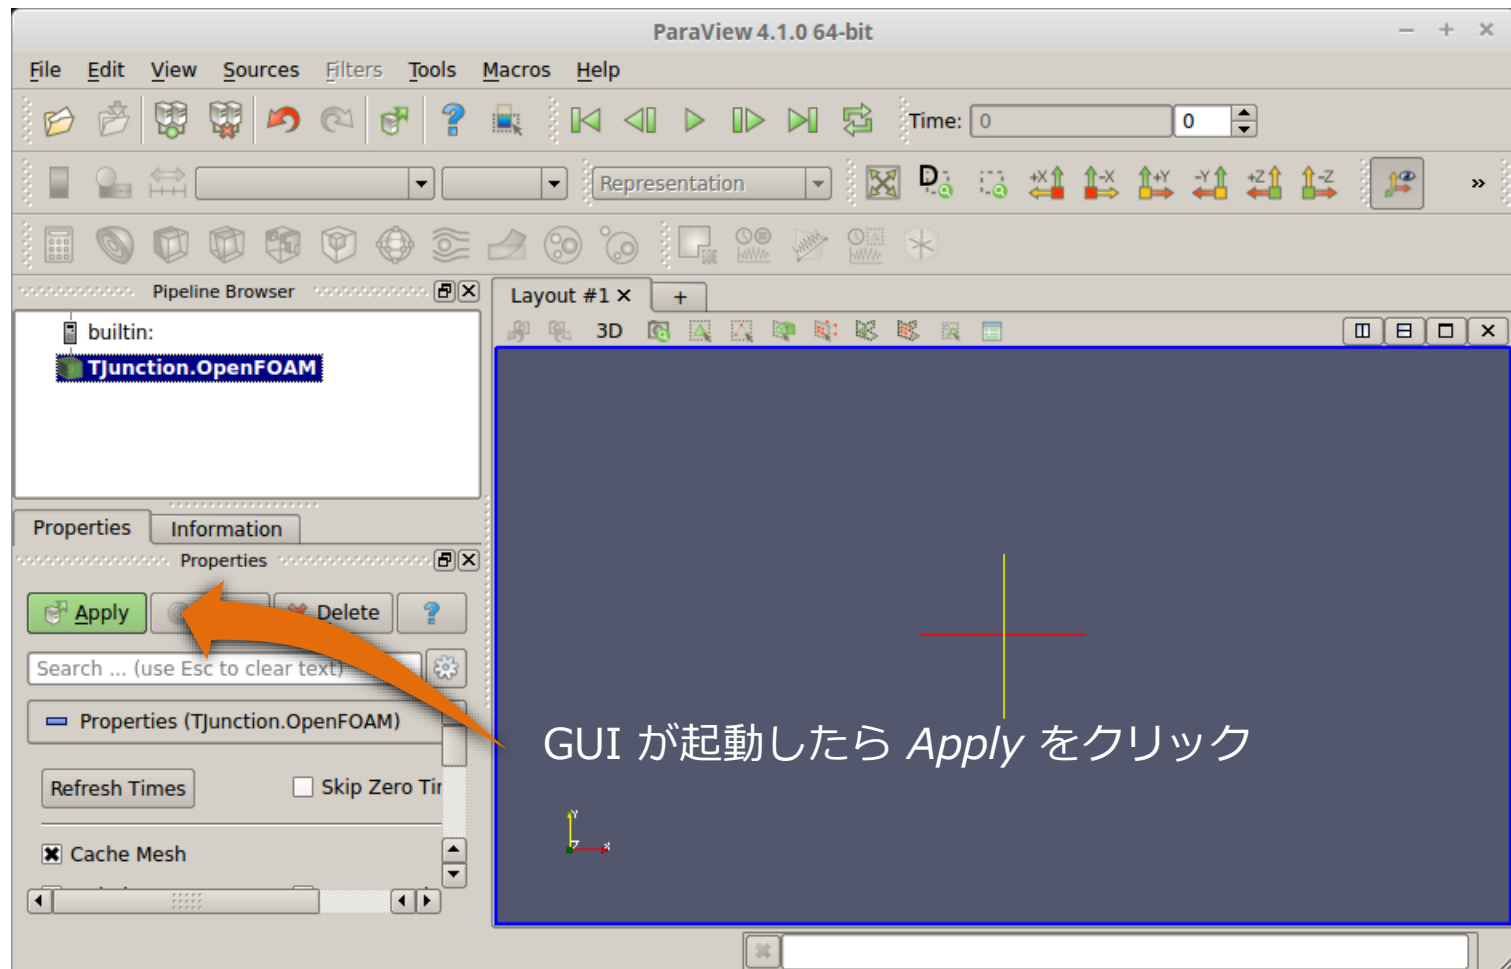 ParaView 4.1.0 64-bit
File Edit View Sources Filters Tools Macros Help
Time: 0 0
Representation
D +X -X +Y -Y +Z -Z »
Pipeline Browser
Layout #1 × +
builtin:
3D
TJunction.OpenFOAM
Properties Information
Properties
Apply Delete ?
Search ... (use Esc to clear text)
Properties (TJunction.OpenFOAM)
GUI が起動したら Apply をクリック
Refresh Times Skip Zero Ti
Y
Z X
Cache Mesh